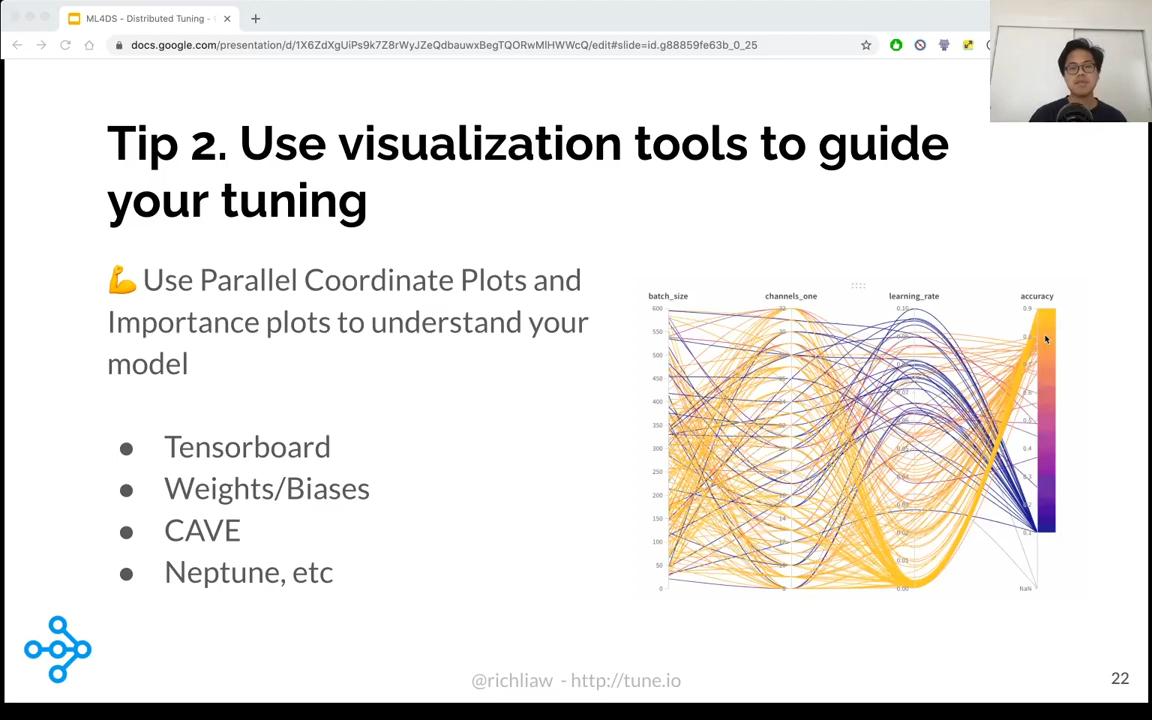 ML4DS - Distributed Tuning -
docs.google.com/presentation/d/1X6ZdXgUiPs9k7Z8rWyJZeQdbauwxBegTQORwMlHWWcQ/edit#slide=id.g88859fe63b_0_25
Tip 2. Use visualization tools to guide
your tuning
💪 Use Parallel Coordinate Plots and
Importance plots to understand your
model
● Tensorboard
● Weights/Biases
● CAVE
● Neptune, etc
batch_size channels_one learning_rate accuracy
600
550
500
450
400
350
300
250
200
150
100
50
0
0.10
0.00
0.9
0.4
0.1
NaN
@richliaw - http://tune.io
22